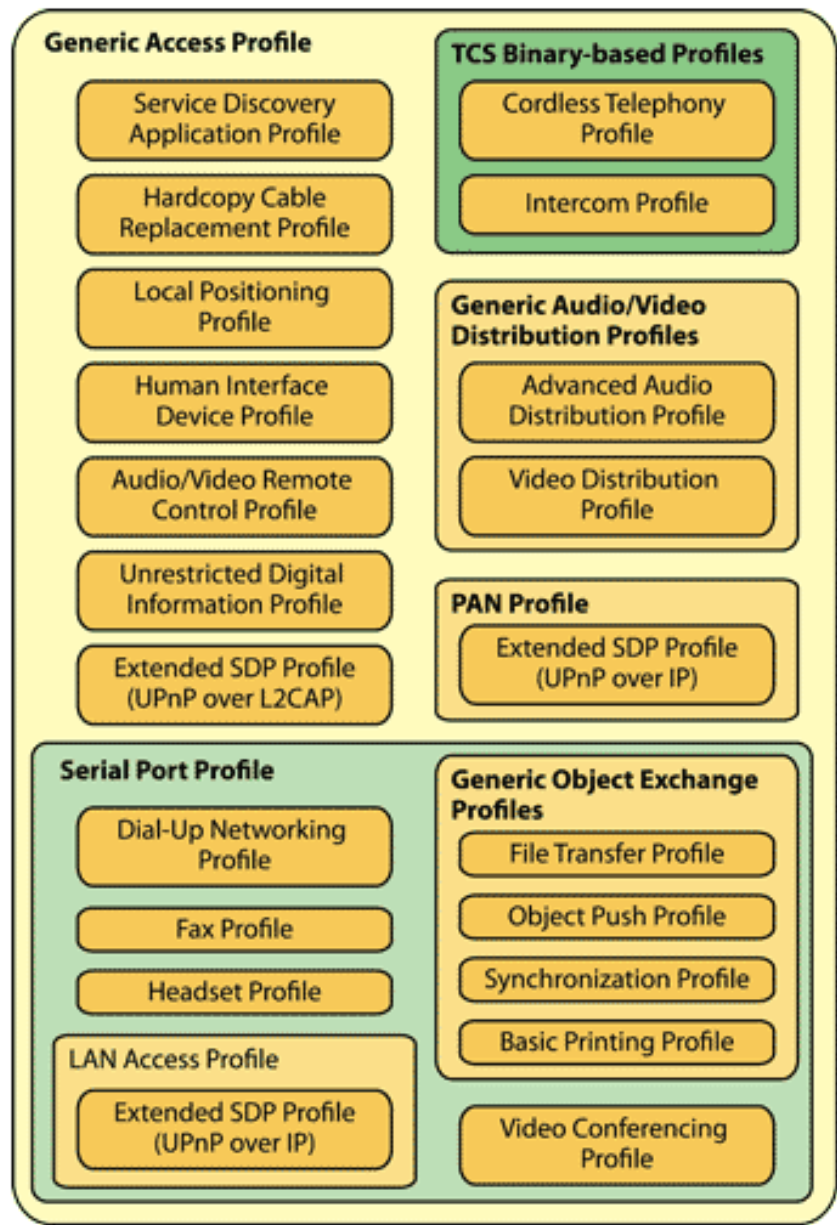 Generic Access Profile
Service Discovery
Application Profile
Hardcopy Cable
Replacement Profile
Local Positioning
Profile
Human Interface
Device Profile
Audio/Video Remote
Control Profile
Unrestricted Digital
Information Profile
Extended SDP Profile
(UPnP over L2CAP)
TCS Binary-based Profiles
Cordless Telephony
Profile
Intercom Profile
Generic Audio/Video
Distribution Profiles
Advanced Audio
Distribution Profile
Video Distribution
Profile
PAN Profile
Extended SDP Profile
(UPnP over IP)
Serial Port Profile
Dial-Up Networking
Profile
Fax Profile
Headset Profile
LAN Access Profile
Extended SDP Profile
(UPnP over IP)
Generic Object Exchange
Profiles
File Transfer Profile
Object Push Profile
Synchronization Profile
Basic Printing Profile
Video Conferencing
Profile